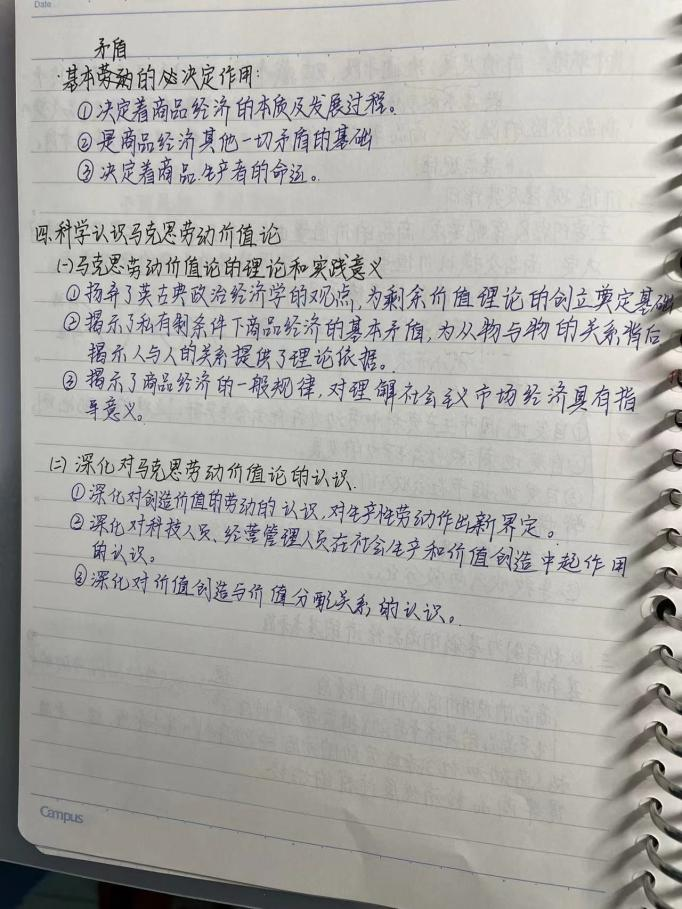 Date
矛盾
·基本劳动的决定作用:
①决定着商品经济的本质及发展过程。
②是商品经济其他一切矛盾的基础
③决定着商品生产者的命运。
四.科学认识马克思劳动价值论
(一)马克思劳动价值论的理论和实践意义
①扬弃了英古典政治经济学的观点,为剩余价值理论的创立奠定基础
②揭示了私有制条件下商品经济的基本矛盾,为从物与物的关系背后
揭示人与人的关系提供了理论依据。
③揭示了商品经济的一般规律,对理解社会主义市场经济具有指
导意义。
(二)深化对马克思劳动价值论的认识.
①深化对创造价值的劳动的认识,对生产性劳动作出新界定。
②深化对科技人员、经营管理人员在社会生产和价值创造中起作用
的认识。
③深化对价值创造与价值分配关系的认识。
Campus